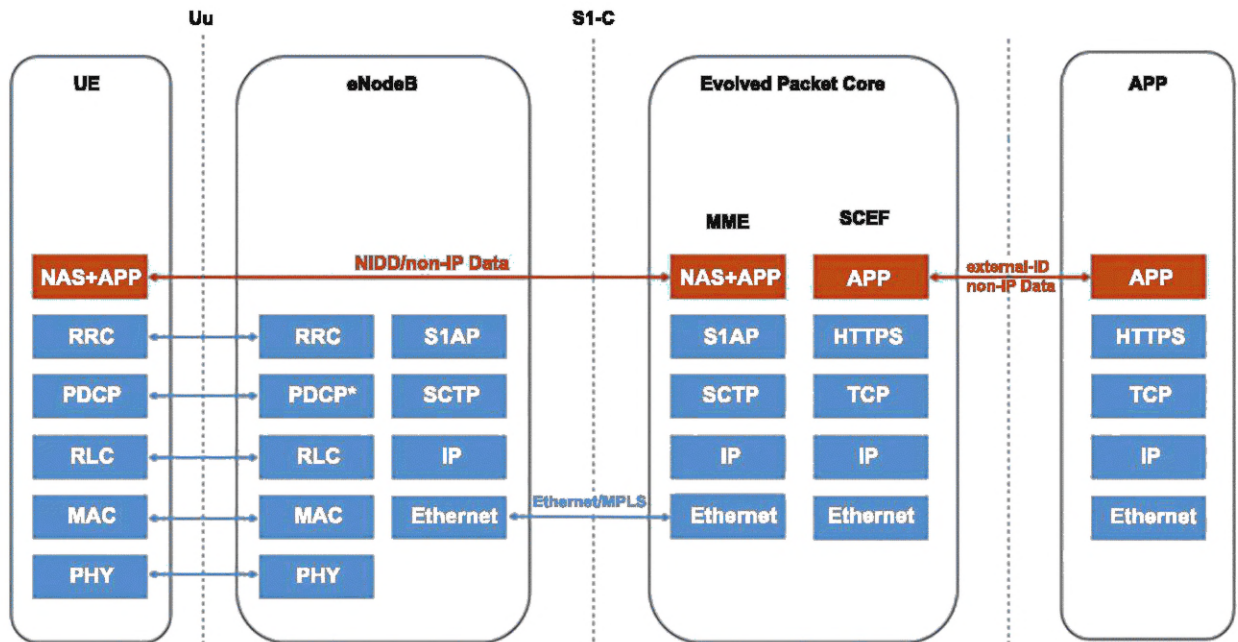 Uu
S1-C
UE
eNodeB
Evolved Packet Core
APP
MME
SCEF
NAS+APP
NIDD/non-IP Data
NAS+APP
APP
external-ID
non-IP Data
APP
RRC
RRC
S1AP
S1AP
HTTPS
HTTPS
PDCP
PDCP*
SCTP
SCTP
TCP
TCP
RLC
RLC
IP
IP
IP
IP
MAC
MAC
Ethernet
Ethernet/MPLS
Ethernet
Ethernet
Ethernet
PHY
PHY